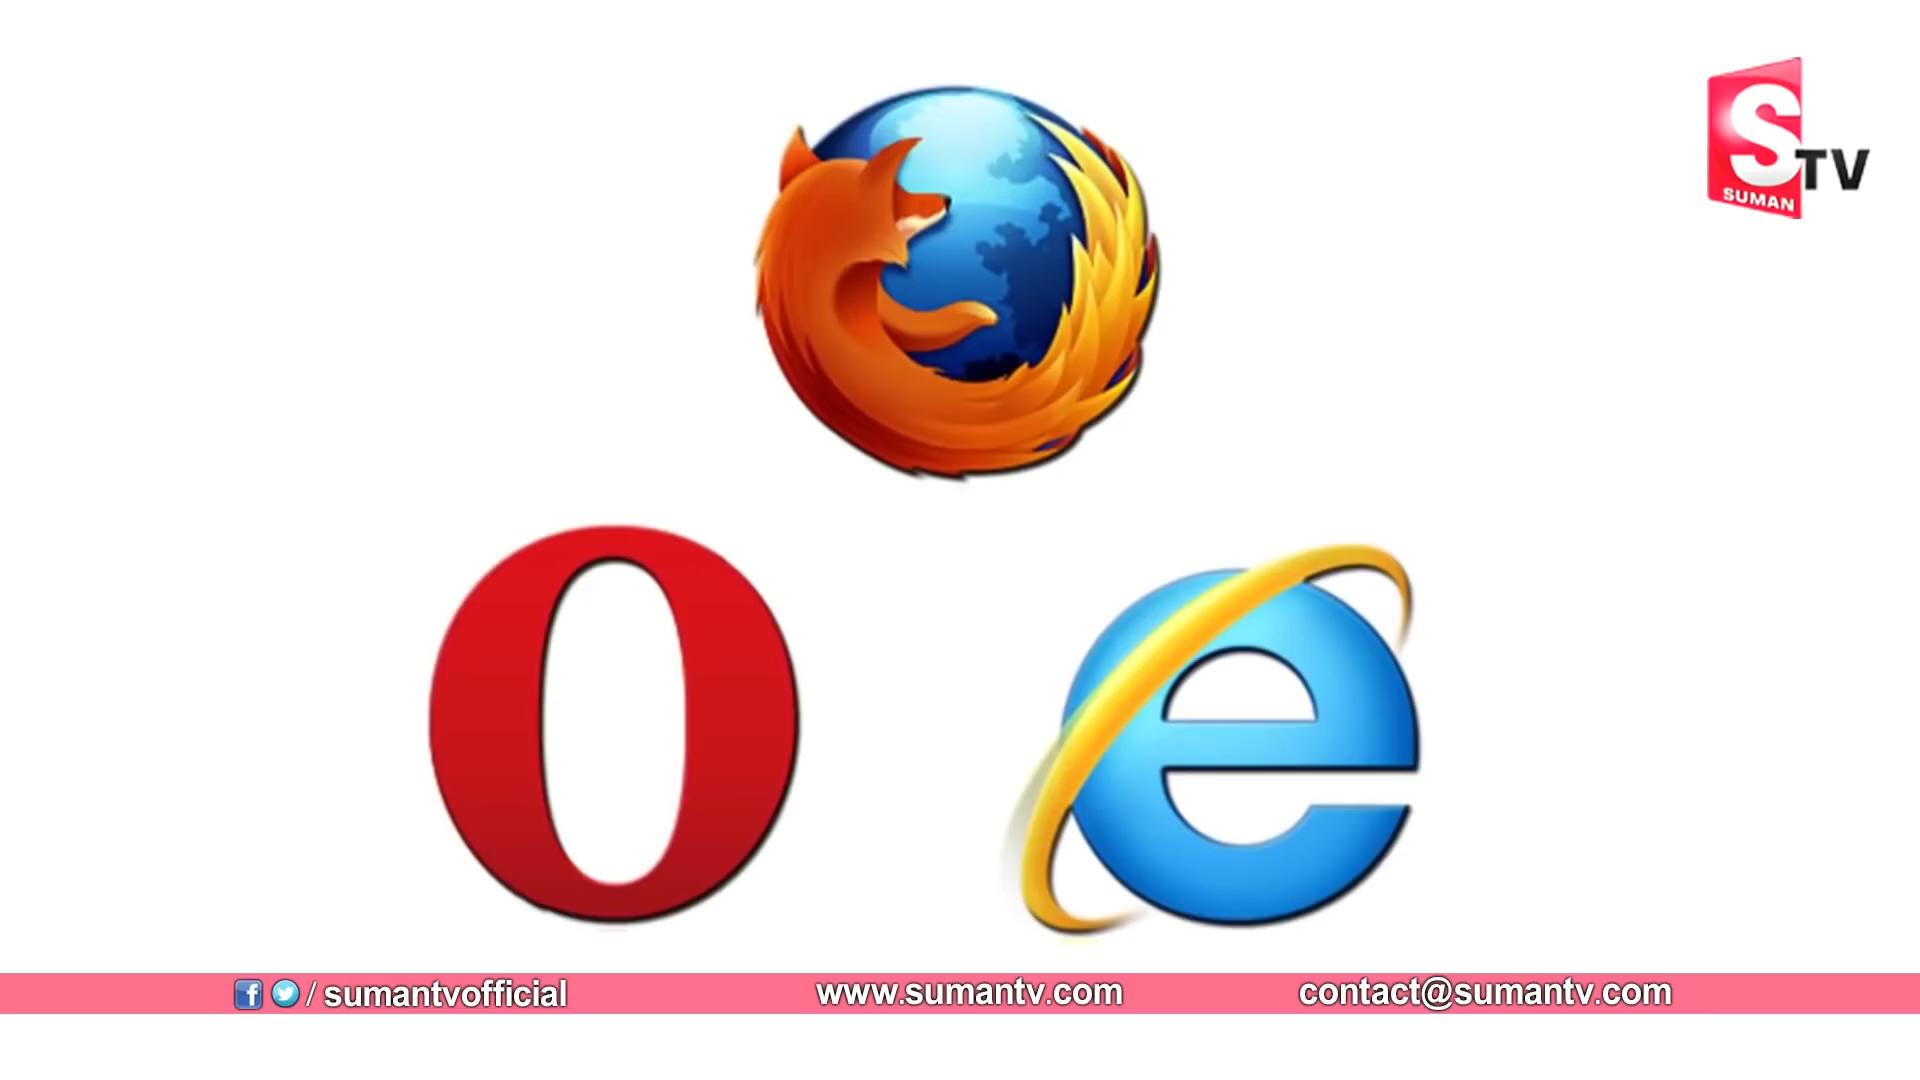 S
TV
SUMAN
/ sumantvofficial
www.sumantv.com
contact@sumantv.com